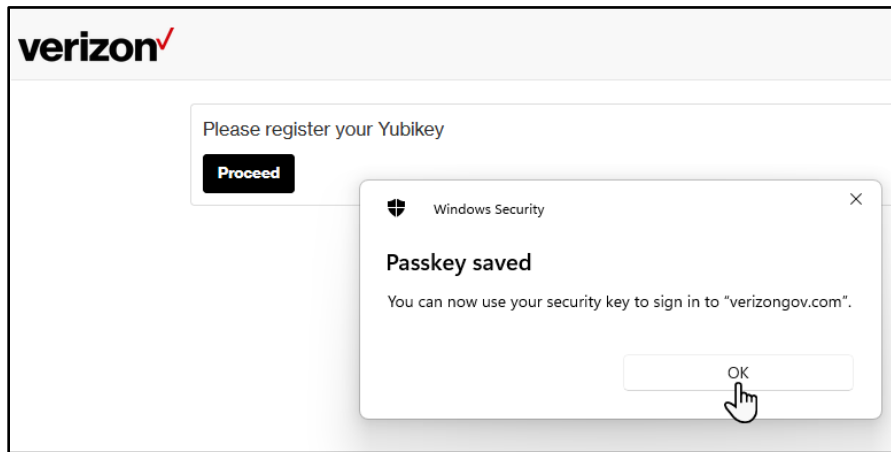 verizon
Please register your Yubikey
Proceed
Windows Security
Passkey saved
You can now use your security key to sign in to “verizongov.com”.
OK